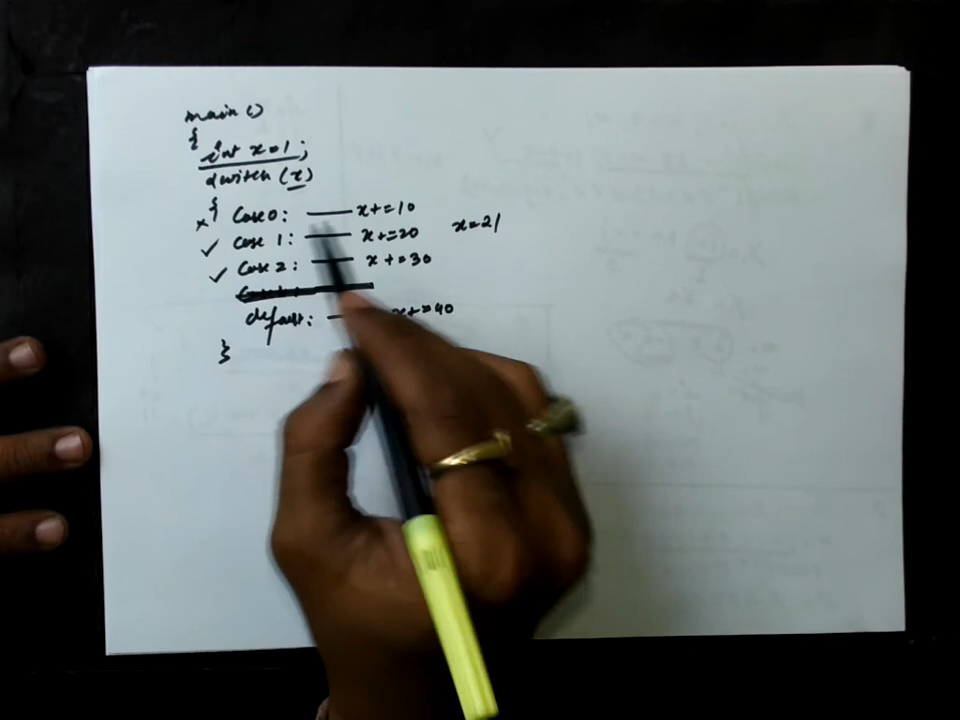 main()
{
int x=1;
switch (x)
{ Case 0: x+=10
Case 1: x+=20 x=21
Case 2: x+=30
default: x+=40
}